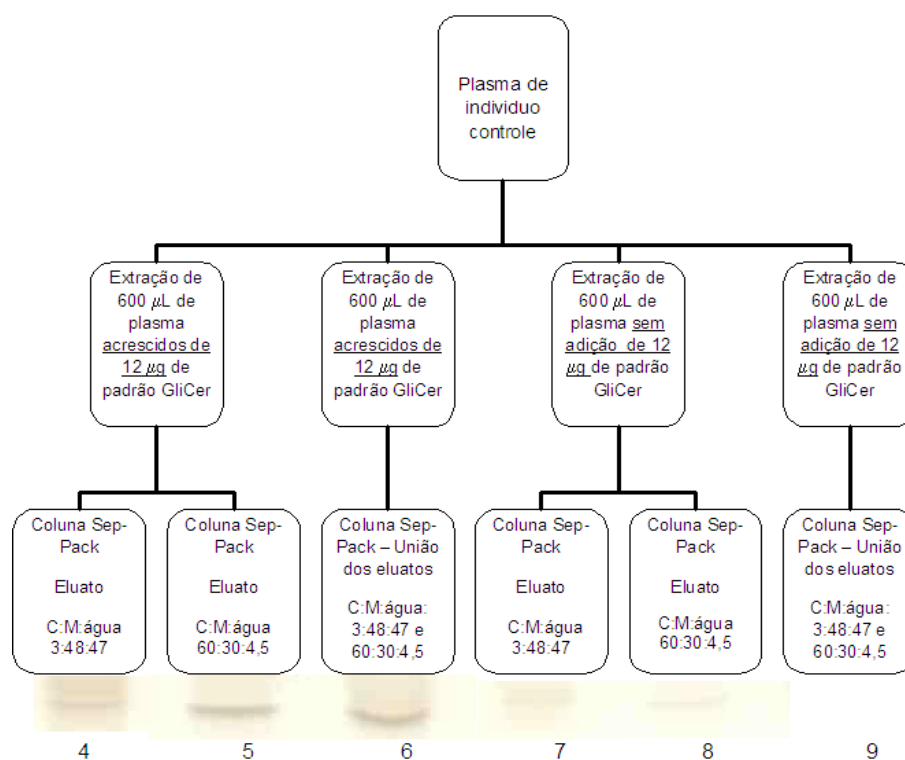 Plasma de
individuo
controle
Extração de
600 µL de
plasma
acrescidos de
12 µg de
padrão GliCer
Extração de
600 µL de
plasma
acrescidos de
12 µg de
padrão GliCer
Extração de
600 µL de
plasma sem
adição de 12
µg de padrão
GliCer
Extração de
600 µL de
plasma sem
adição de 12
µg de padrão
GliCer
Coluna Sep-
Pack
Eluato
C:M:água
3:48:47
Coluna Sep-
Pack
Eluato
C:M:água
60:30:4,5
Coluna Sep-
Pack – União
dos eluatos
C:M:água:
3:48:47 e
60:30:4,5
Coluna Sep-
Pack
Eluato
C:M:água
3:48:47
Coluna Sep-
Pack
Eluato
C:M:água
60:30:4,5
Coluna Sep-
Pack – União
dos eluatos
C:M:água:
3:48:47 e
60:30:4,5
4 5 6 7 8 9